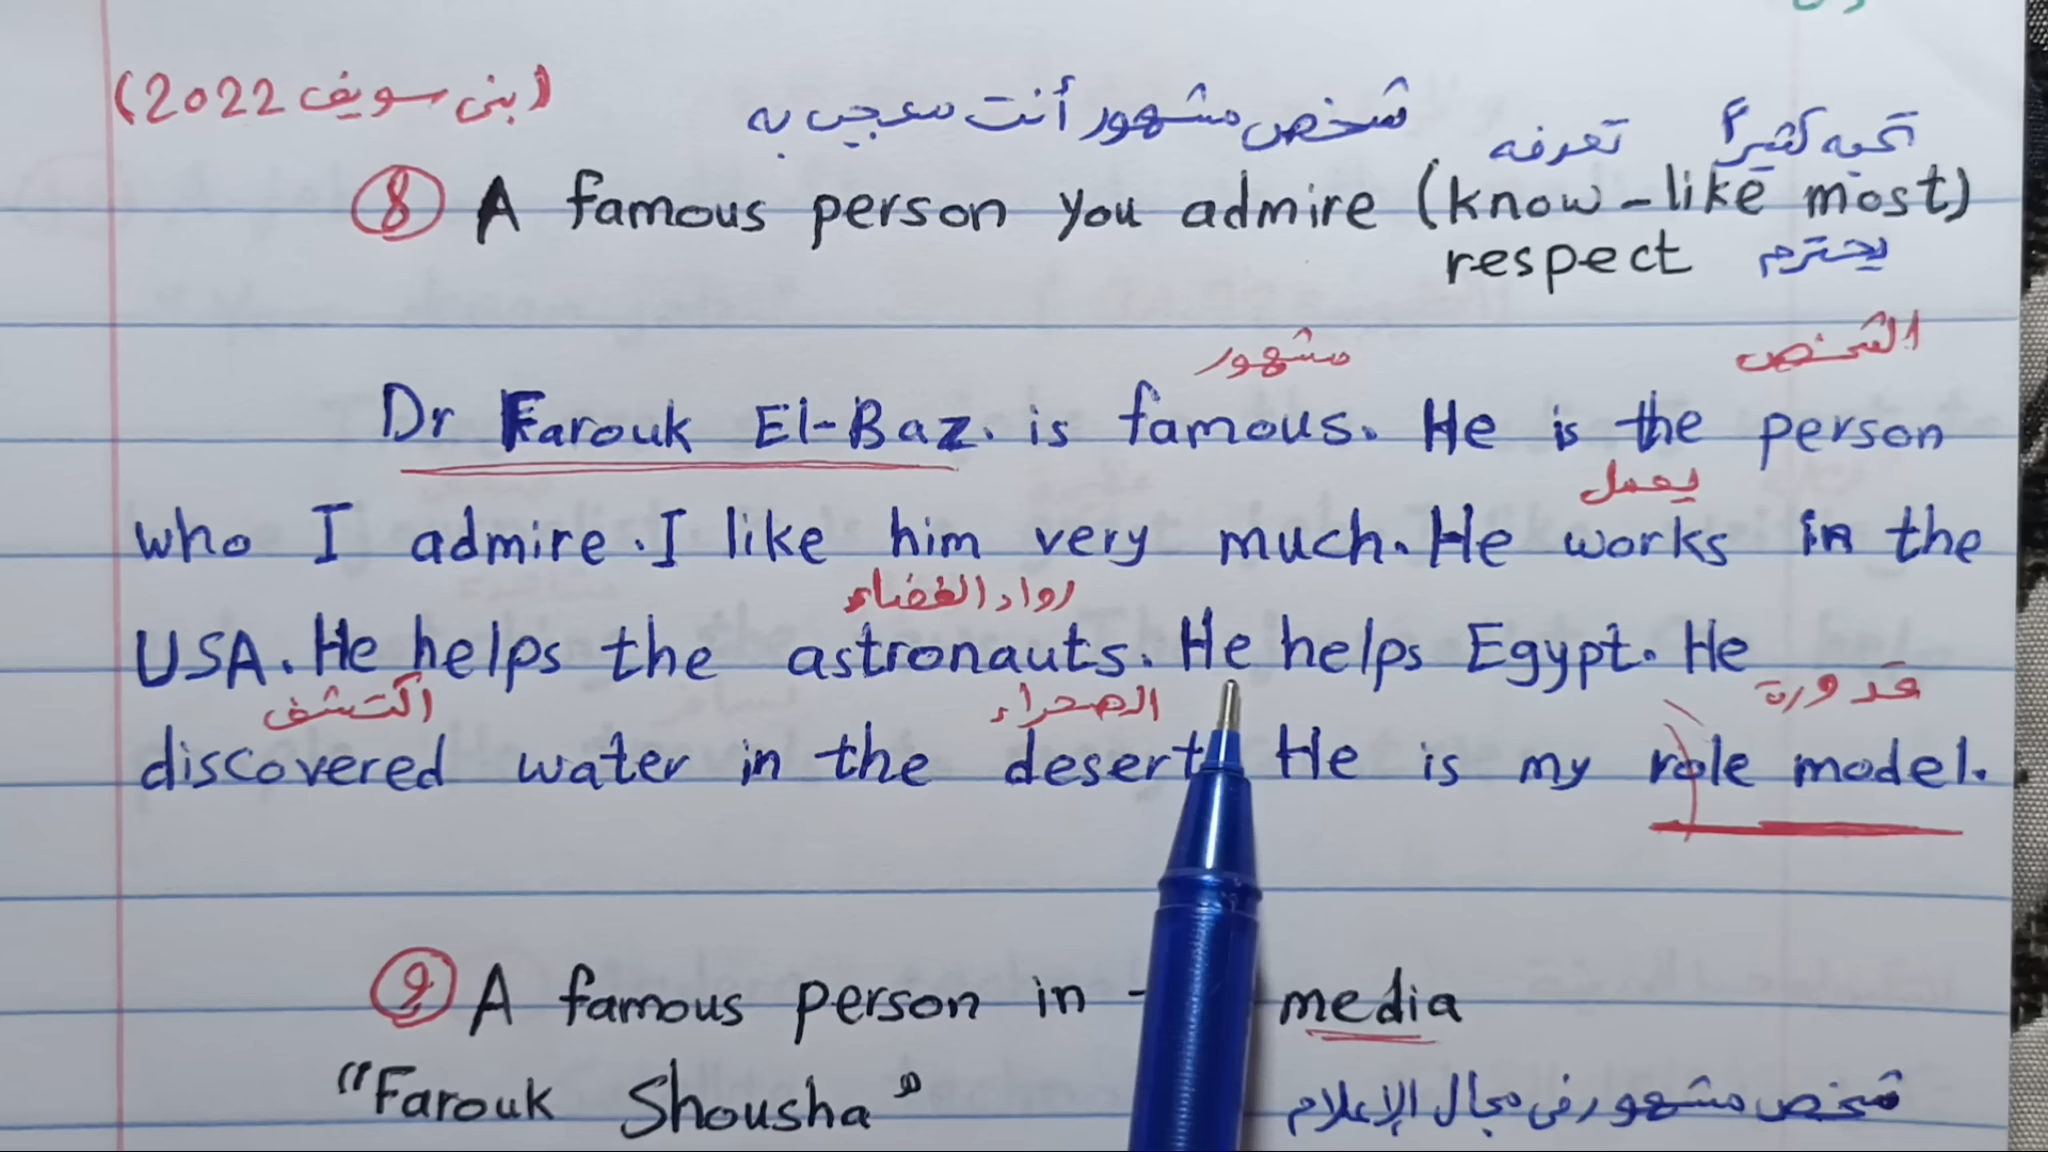 (بنى سويف 2022)
شخص مشهور أنت معجب به تعرفه تحبه كثيراً
8 A famous person you admire (know - like most)
respect يحترم
مشهور الشخص
Dr Farouk El-Baz. is famous. He is the person
يعمل
who I admire. I like him very much. He works in the
رواد الفضاء
USA. He helps the astronauts. He helps Egypt. He
اكتشف الصحراء قدورة
discovered water in the desert He is my role model.
9 A famous person in media
"Farouk Shousha" شخص مشهور فى مجال الإعلام